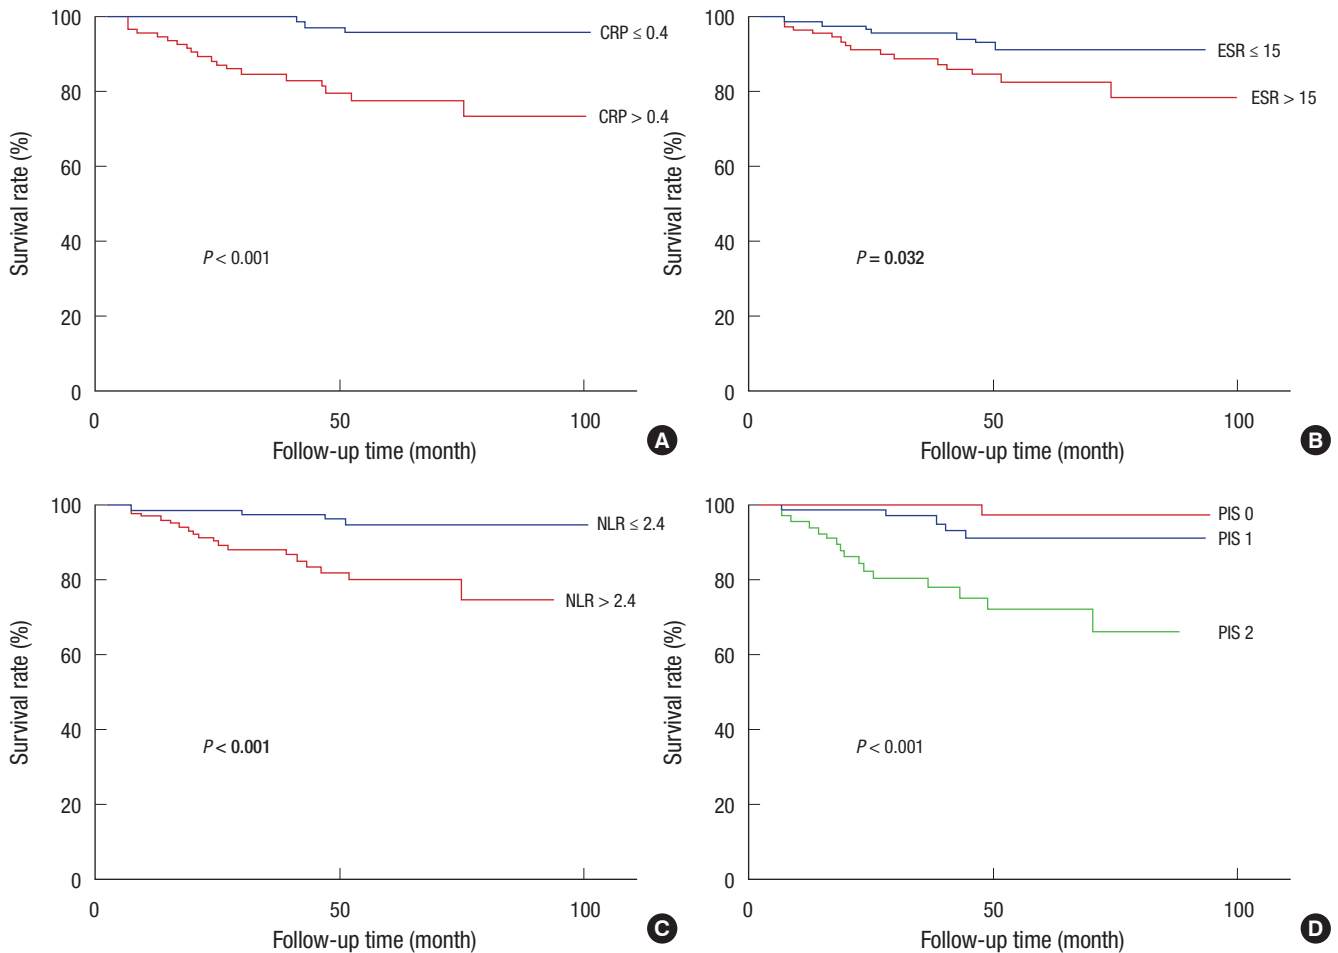 100
80
60
40
20
0
Survival rate (%)
CRP ≤ 0.4
CRP > 0.4
P < 0.001
0
50
100
Follow-up time (month)
A
100
80
60
40
20
0
Survival rate (%)
ESR ≤ 15
ESR > 15
P = 0.032
0
50
100
Follow-up time (month)
B
100
80
60
40
20
0
Survival rate (%)
NLR ≤ 2.4
NLR > 2.4
P < 0.001
0
50
100
Follow-up time (month)
C
100
80
60
40
20
0
Survival rate (%)
PIS 0
PIS 1
PIS 2
P < 0.001
0
50
100
Follow-up time (month)
D